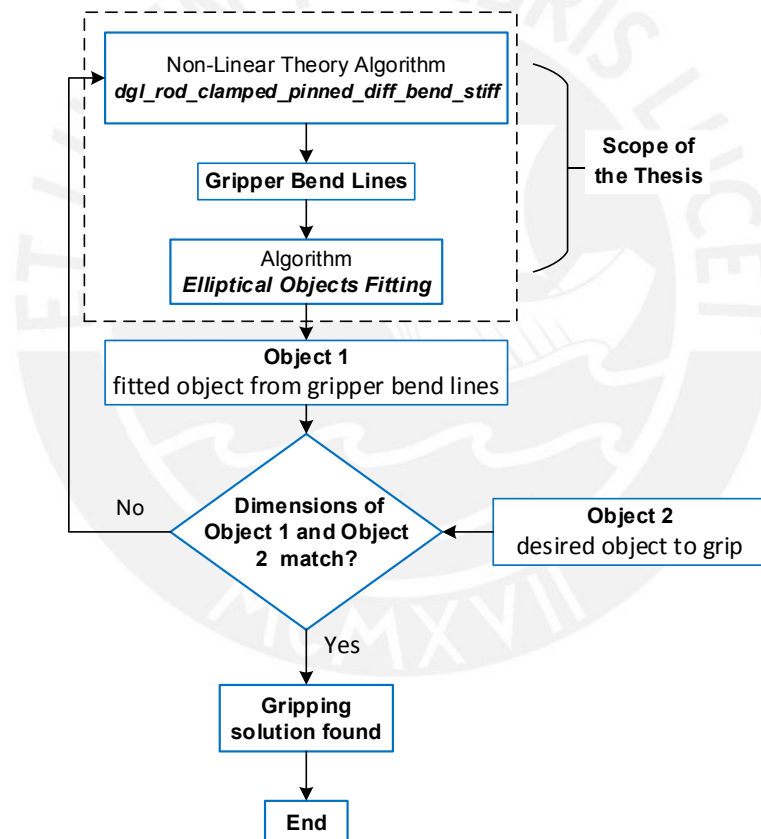 Non-Linear Theory Algorithm
dgl_rod_clamped_pinned_diff_bend_stiff
Scope of
the Thesis
Gripper Bend Lines
Algorithm
Elliptical Objects Fitting
Object 1
fitted object from gripper bend lines
No
Dimensions of
Object 1 and Object
2 match?
Object 2
desired object to grip
Yes
Gripping
solution found
End
MCMXVII